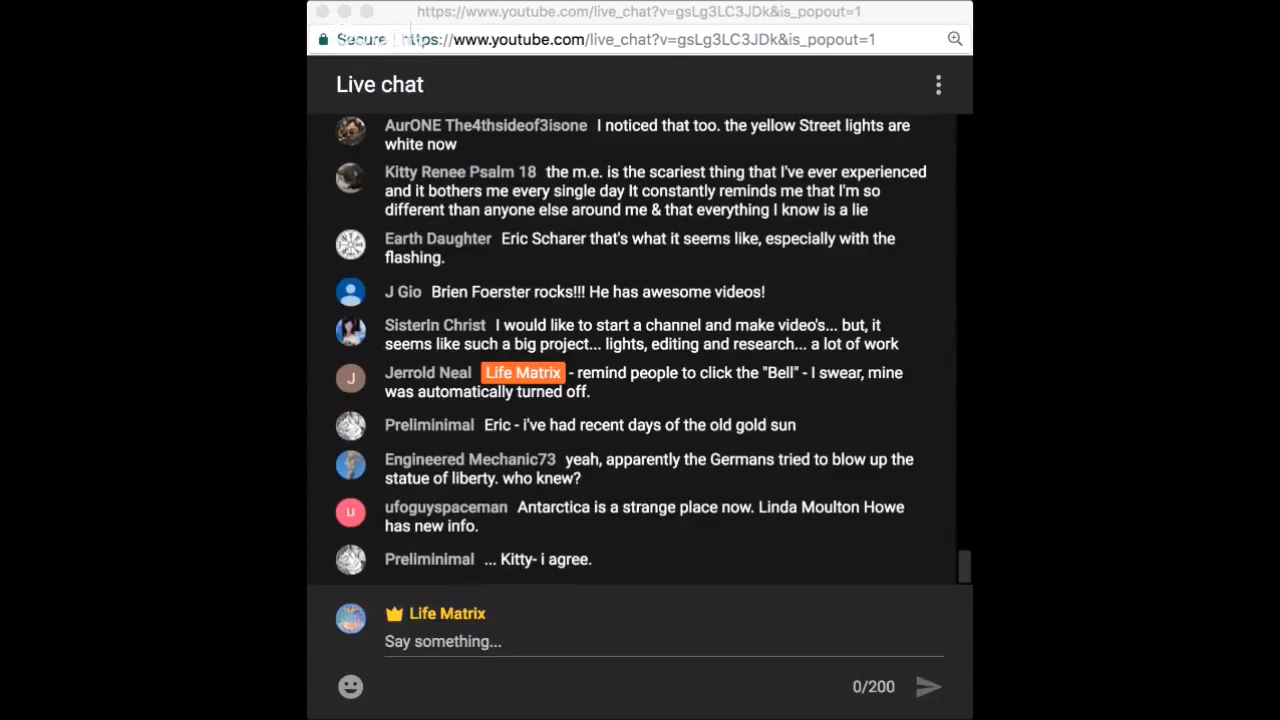 https://www.youtube.com/live_chat?v=gsLg3LC3JDk&is_popout=1
Secure https://www.youtube.com/live_chat?v=gsLg3LC3JDk&is_popout=1
Live chat
AurONE The4thsideof3isone I noticed that too. the yellow Street lights are
white now
Kitty Renee Psalm 18 the m.e. is the scariest thing that I've ever experienced
and it bothers me every single day It constantly reminds me that I'm so
different than anyone else around me & that everything I know is a lie
Earth Daughter Eric Scharer that's what it seems like, especially with the
flashing.
J Gio Brien Foerster rocks!!! He has awesome videos!
SisterIn Christ I would like to start a channel and make video's... but, it
seems like such a big project... lights, editing and research... a lot of work
J
Jerrold Neal Life Matrix - remind people to click the "Bell" - I swear, mine
was automatically turned off.
Preliminimal Eric - i've had recent days of the old gold sun
Engineered Mechanic73 yeah, apparently the Germans tried to blow up the
statue of liberty. who knew?
u
ufoguyspaceman Antarctica is a strange place now. Linda Moulton Howe
has new info.
Preliminimal ... Kitty- i agree.
Life Matrix
Say something...
0/200